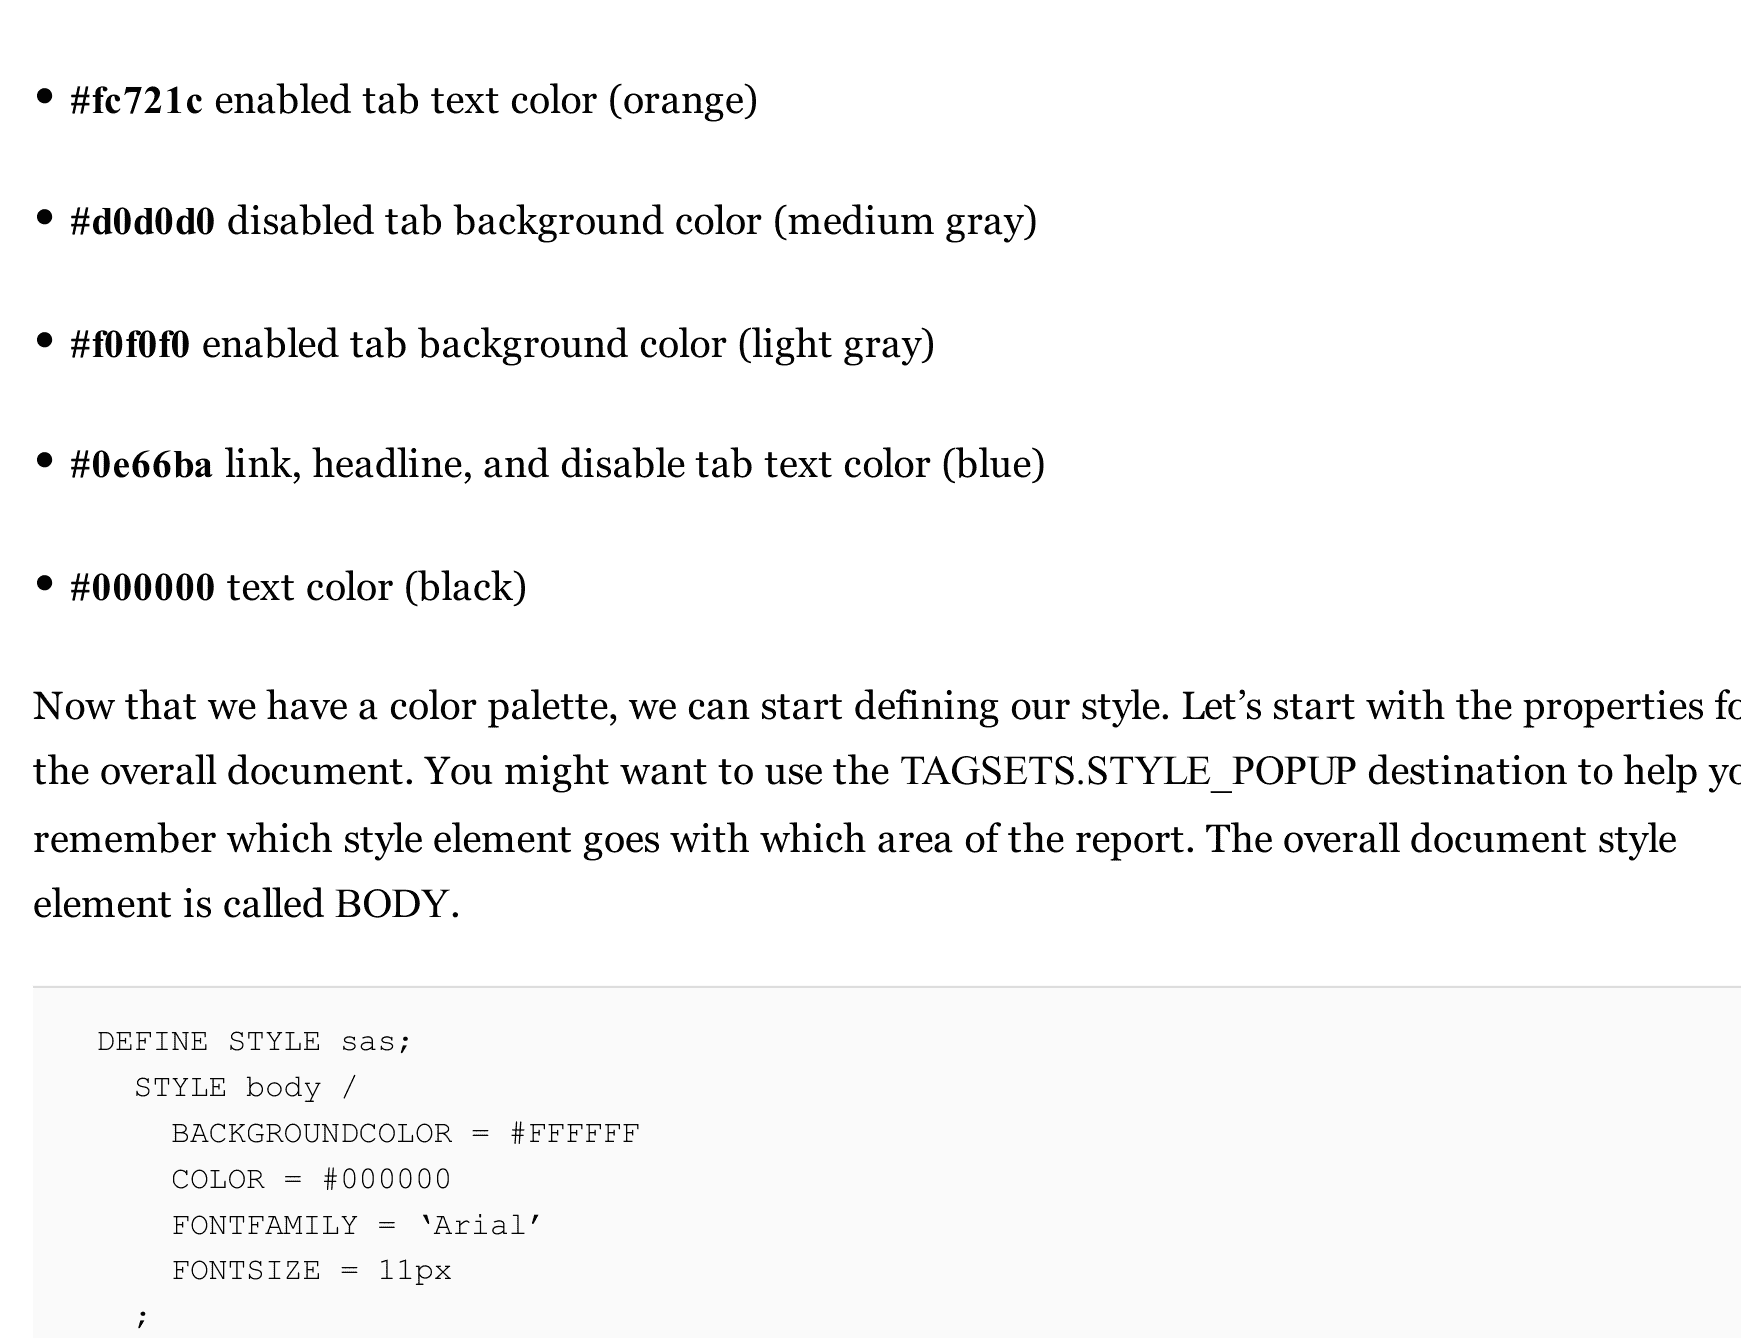 • #fc721c enabled tab text color (orange)
• #d0d0d0 disabled tab background color (medium gray)
• #f0f0f0 enabled tab background color (light gray)
• #0e66ba link, headline, and disable tab text color (blue)
• #000000 text color (black)
Now that we have a color palette, we can start defining our style. Let’s start with the properties fo
the overall document. You might want to use the TAGSETS.STYLE_POPUP destination to help yo
remember which style element goes with which area of the report. The overall document style
element is called BODY.
DEFINE STYLE sas;
STYLE body /
BACKGROUNDCOLOR = #FFFFFF
COLOR = #000000
FONTFAMILY = ‘Arial’
FONTSIZE = 11px
;